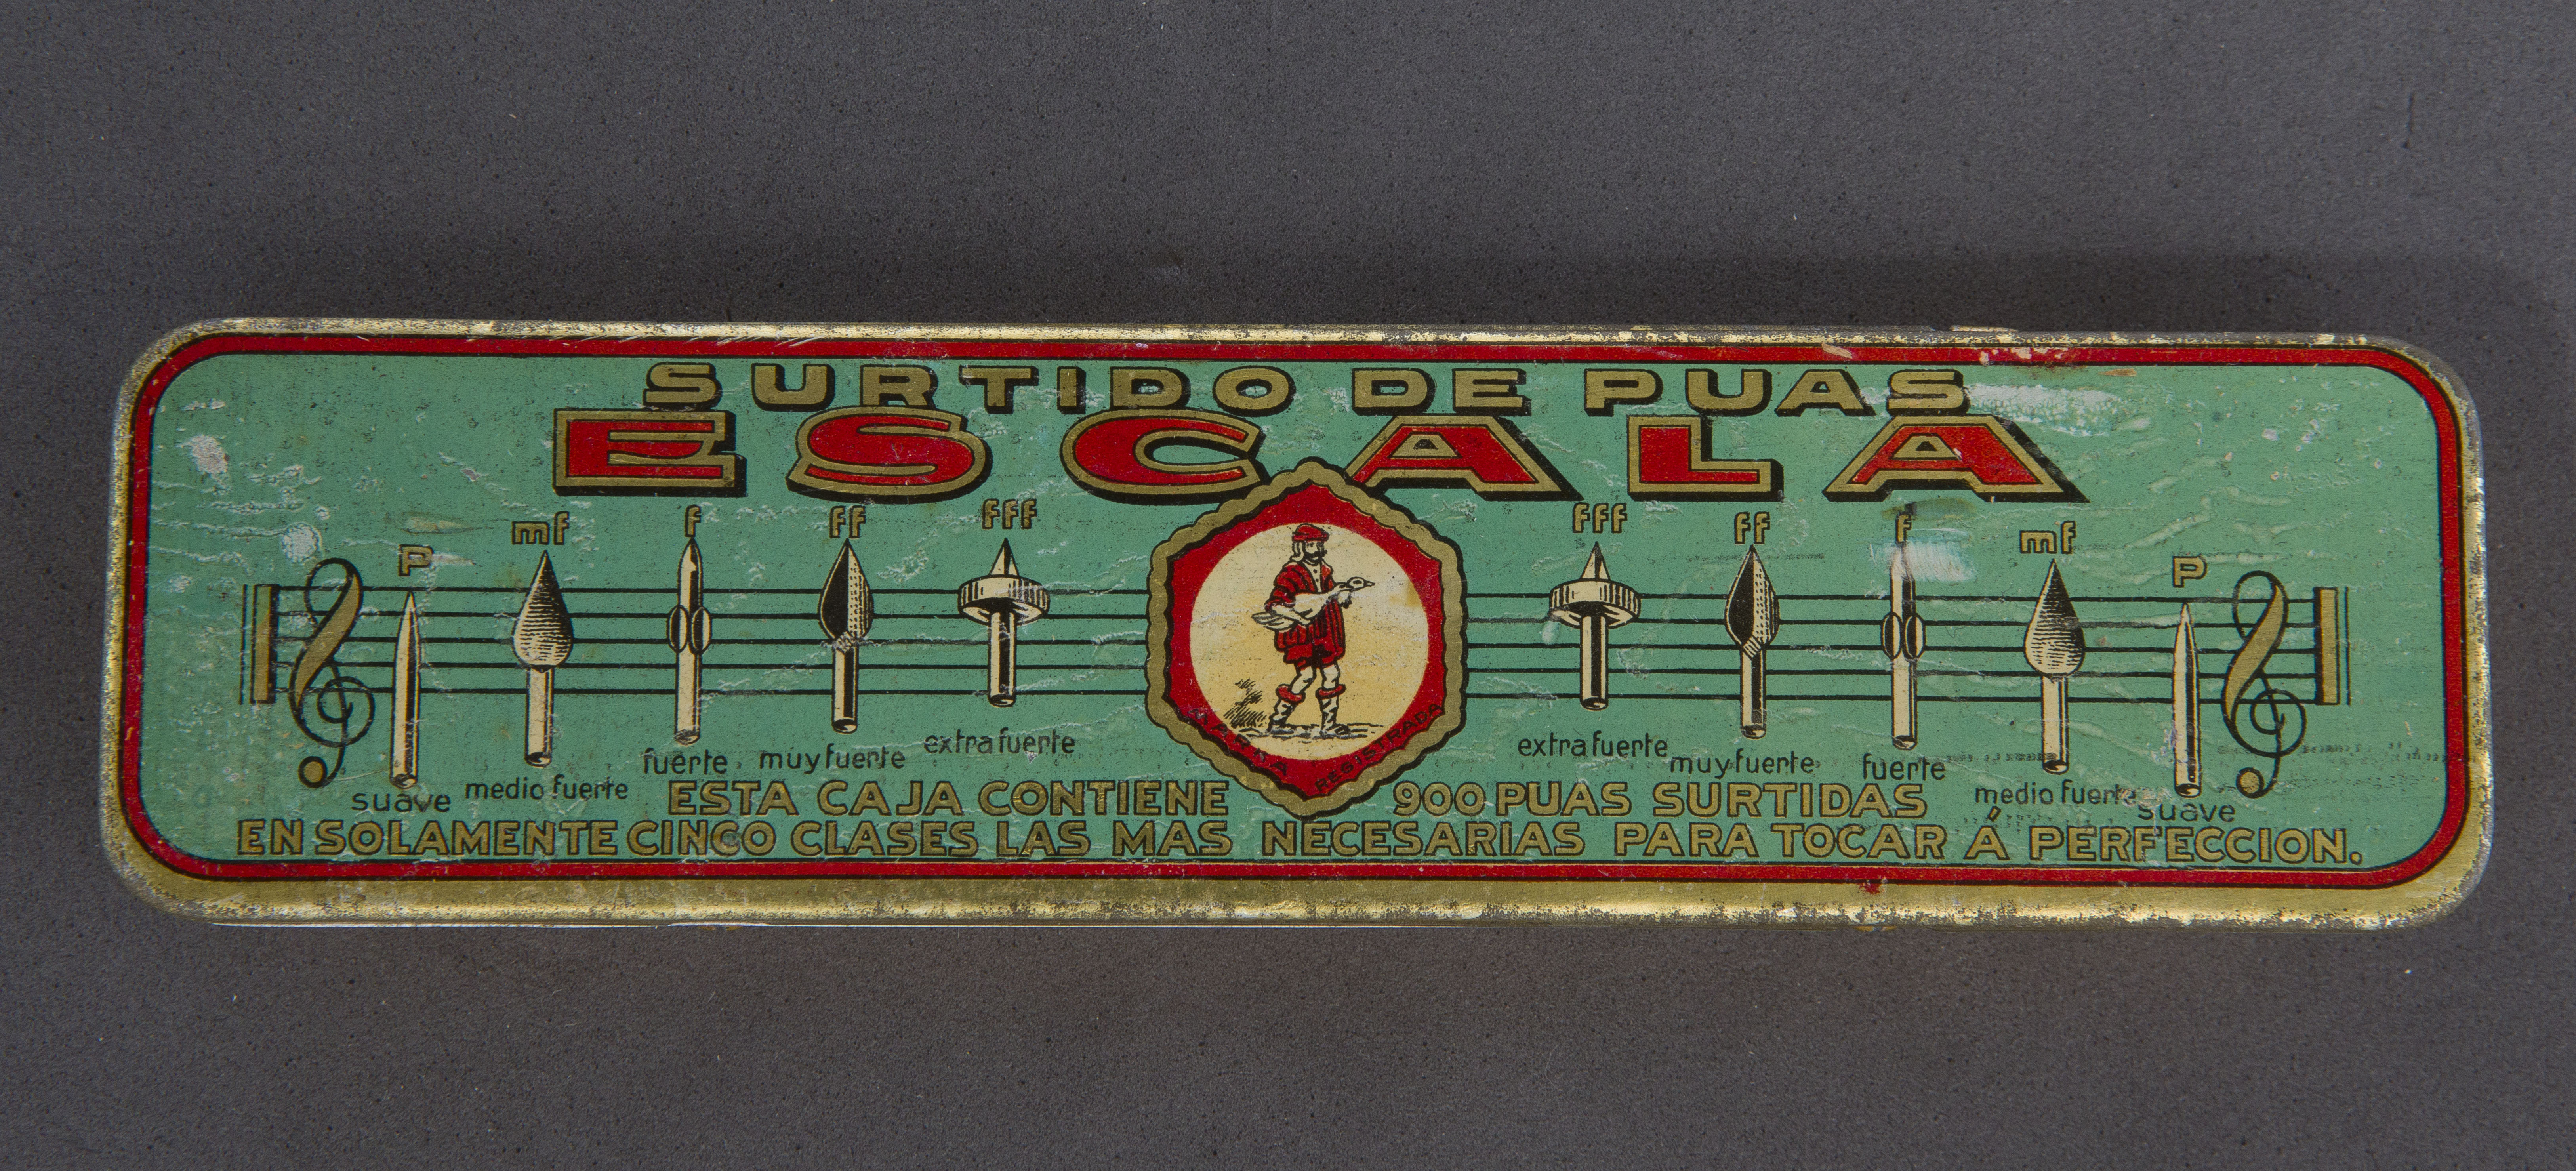 SURTIDO DE PUAS
ESCALA
P mf f ff fff
fff ff f mf P
suave medio fuerte fuerte muy fuerte extra fuerte
extra fuerte muy fuerte fuerte medio fuerte suave
MARCA REGISTRADA
ESTA CAJA CONTIENE 900 PUAS SURTIDAS
EN SOLAMENTE CINCO CLASES LAS MAS NECESARIAS PARA TOCAR Á PERFECCION.